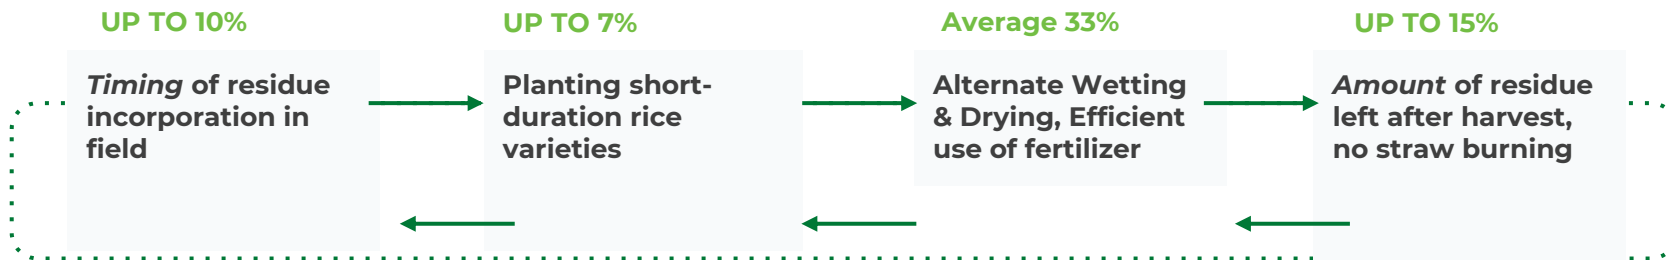 UP TO 10%
Timing of residue
incorporation in
field
UP TO 7%
Planting short-
duration rice
varieties
Average 33%
Alternate Wetting
& Drying, Efficient
use of fertilizer
UP TO 15%
Amount of residue
left after harvest,
no straw burning